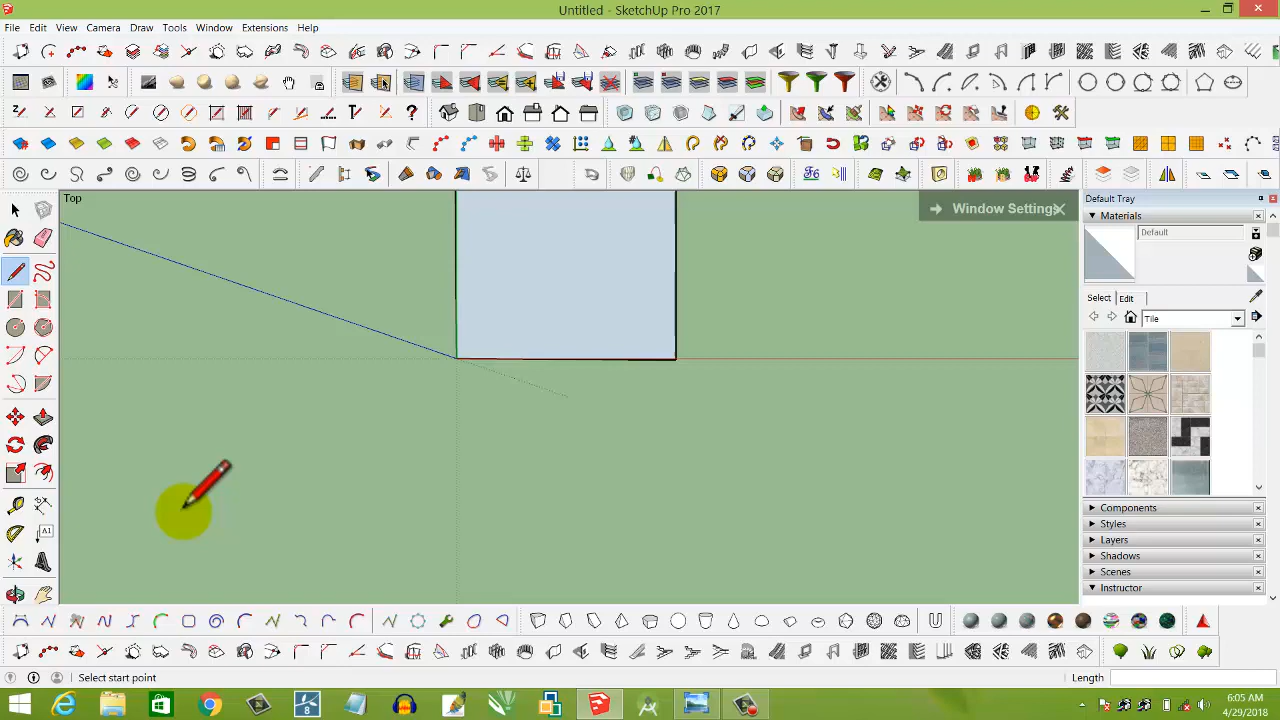 Untitled - SketchUp Pro 2017
File Edit View Camera Draw Tools Window Extensions Help
Top
Window Settings
Default Tray
Materials
Default
Select Edit
Tile
Components
Styles
Layers
Shadows
Scenes
Instructor
Select start point
Length
6:05 AM
4/29/2018